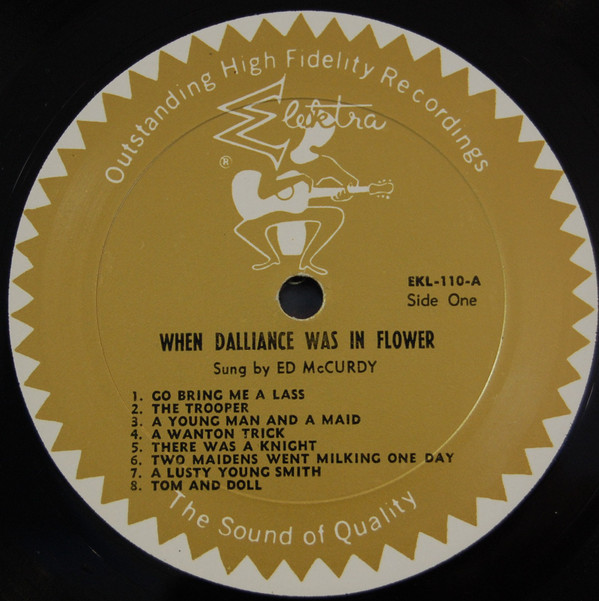 Outstanding High Fidelity Recordings
Elektra
®
EKL-110-A
Side One
WHEN DALLIANCE WAS IN FLOWER
Sung by ED McCURDY
1. GO BRING ME A LASS
2. THE TROOPER
3. A YOUNG MAN AND A MAID
4. A WANTON TRICK
5. THERE WAS A KNIGHT
6. TWO MAIDENS WENT MILKING ONE DAY
7. A LUSTY YOUNG SMITH
8. TOM AND DOLL
The Sound of Quality